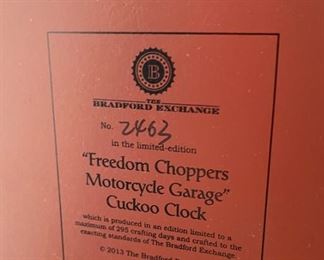 B
THE
BRADFORD EXCHANGE
No. 2463
in the limited-edition
"Freedom Choppers
Motorcycle Garage"
Cuckoo Clock
which is produced in an edition limited to a
maximum of 295 crafting days and crafted to the
exacting standards of The Bradford Exchange.
© 2013 The Bradford